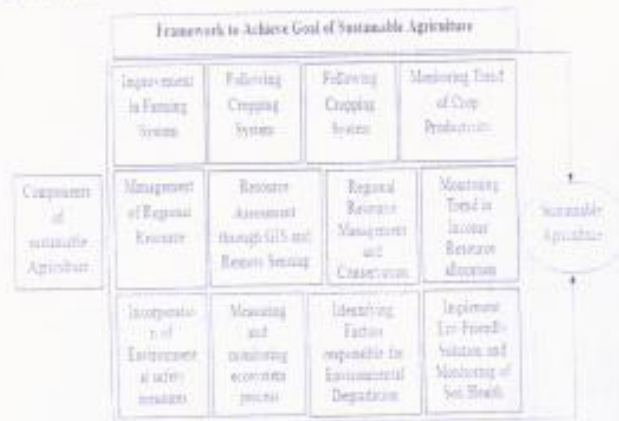 Framework to Achieve Goal of Sustainable Agriculture
Improvement
in Farming
System
Following
Cropping
System
Following
Cropping
System
Monitoring Trend
of Crop
Productivity
Components
of
sustainable
Agriculture
Management
of Regional
Resource
Resource
Assessment
through GIS and
Remote Sensing
Regional
Resource
Management
and
Conservation
Monitoring
Trend in
Income
Resource
allocation
Sustainable
Agriculture
Incorporatio
n of
Environment
al safety
measures
Measuring
and
monitoring
ecosystem
process
Identifying
Factors
responsible for
Environmental
Degradation
Implement
Eco-Friendly
Solution and
Monitoring of
Soil Health